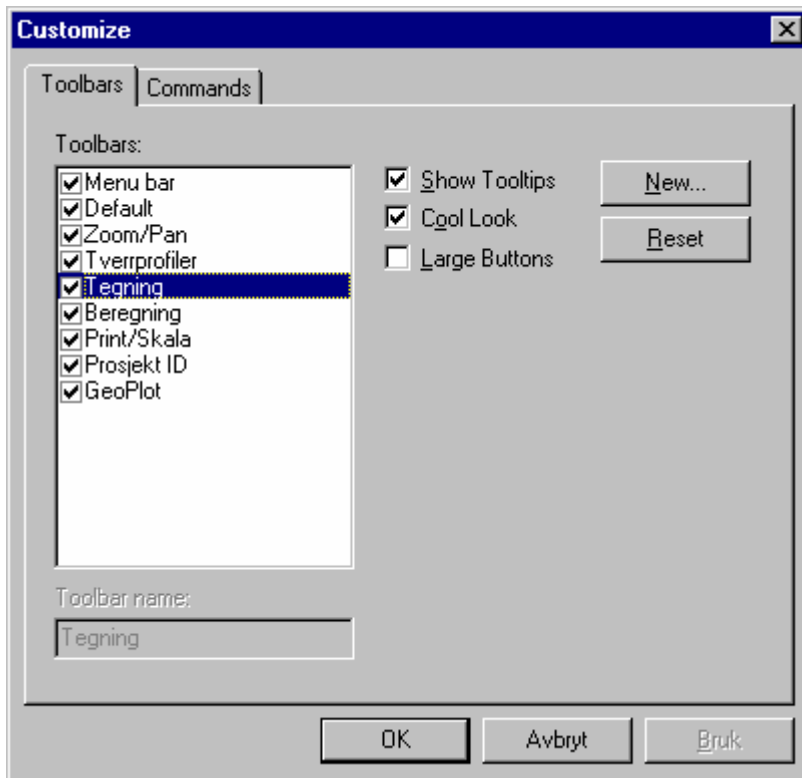 Customize
Toolbars Commands
Toolbars:
Menu bar
Default
Zoom/Pan
Tverrprofiler
Tegning
Beregning
Print/Skala
Prosjekt ID
GeoPlot
Show Tooltips
Cool Look
Large Buttons
New...
Reset
Toolbar name:
Tegning
OK Avbryt Bruk